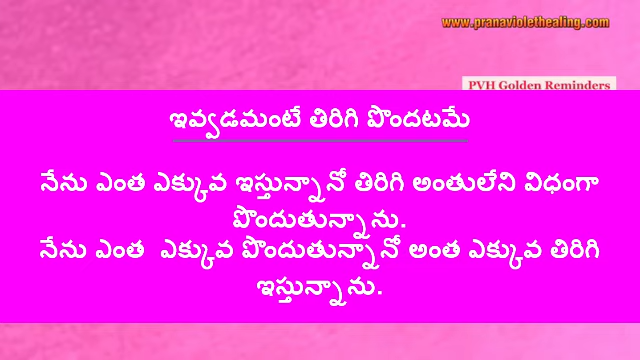 www.pranaviolethealing.com
PVH Golden Reminders
ఇవ్వడమంటే తిరిగి పొందటమే
నేను ఎంత ఎక్కువ ఇస్తున్నానో తిరిగి అంతులేని విధంగా
పొందుతున్నాను.
నేను ఎంత  ఎక్కువ పొందుతున్నానో అంత ఎక్కువ తిరిగి
ఇస్తున్నాను.